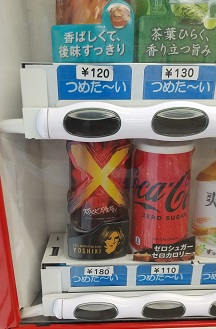 香ばしくて、
後味すっきり
茶葉ひらく、
香り立つ旨み
¥120
つめた〜い
¥130
つめた〜い
X
YOSHIKI
Coca-Cola
ZERO SUGAR
ゼロシュガー
ゼロカロリー
¥180
つめた〜い
¥110
つめた〜い